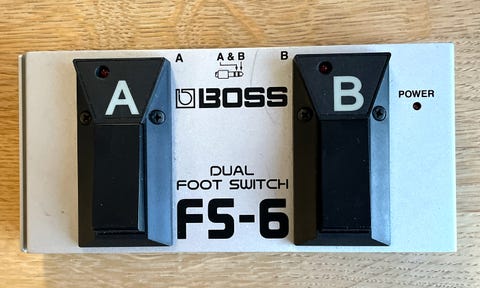 A
A & B
B
A
B
POWER
BOSS
DUAL
FOOT SWITCH
FS-6